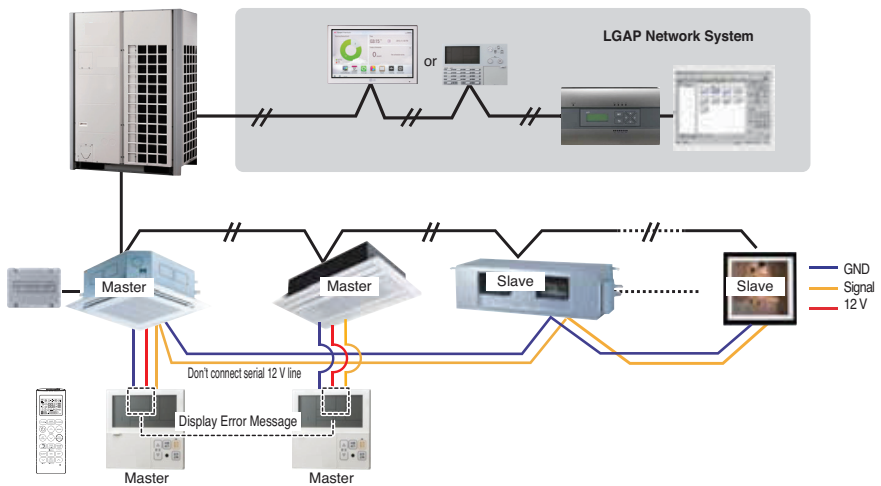 LGAP Network System
or
Master
Master
Slave
Slave
GND
Signal
12 V
Don't connect serial 12 V line
Display Error Message
Master
Master